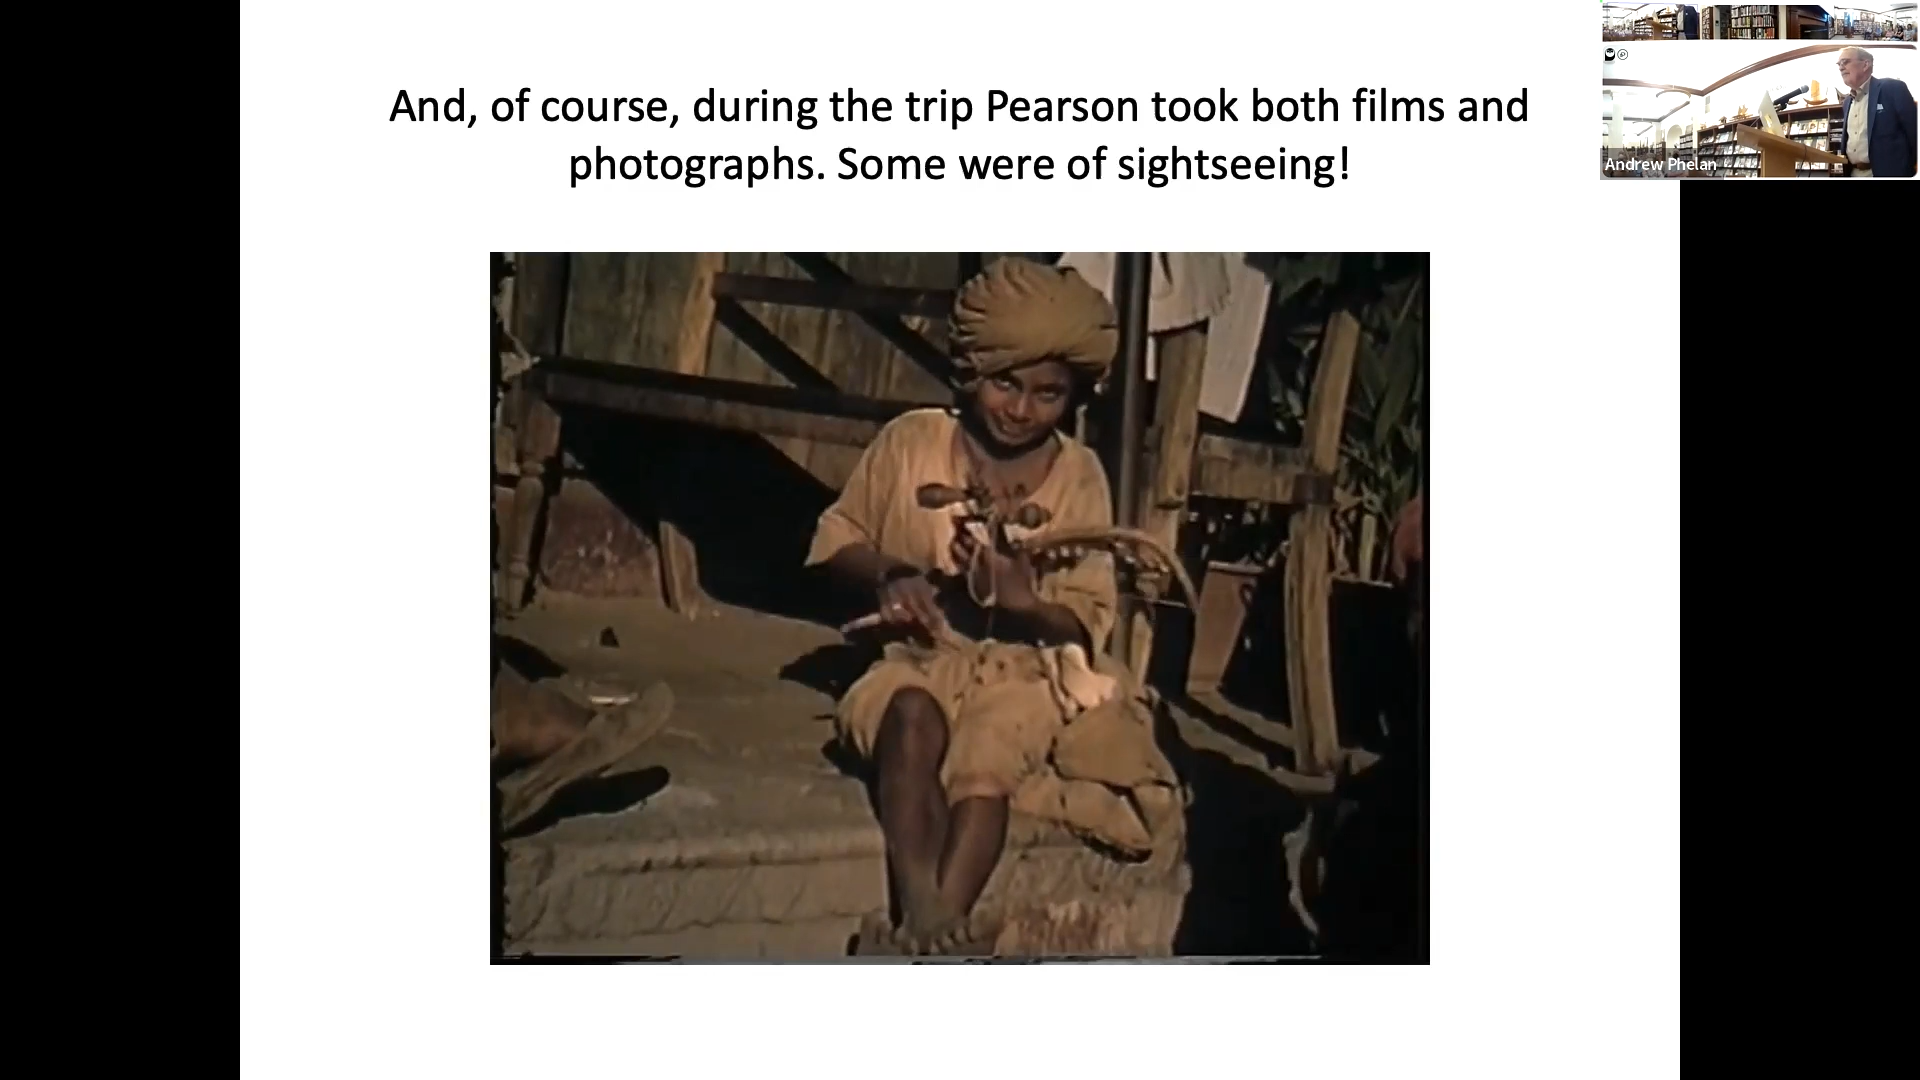 And, of course, during the trip Pearson took both films and
photographs. Some were of sightseeing!
Andrew Phelan